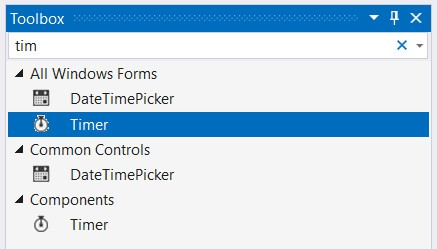 Toolbox
tim
All Windows Forms
DateTimePicker
Timer
Common Controls
DateTimePicker
Components
Timer